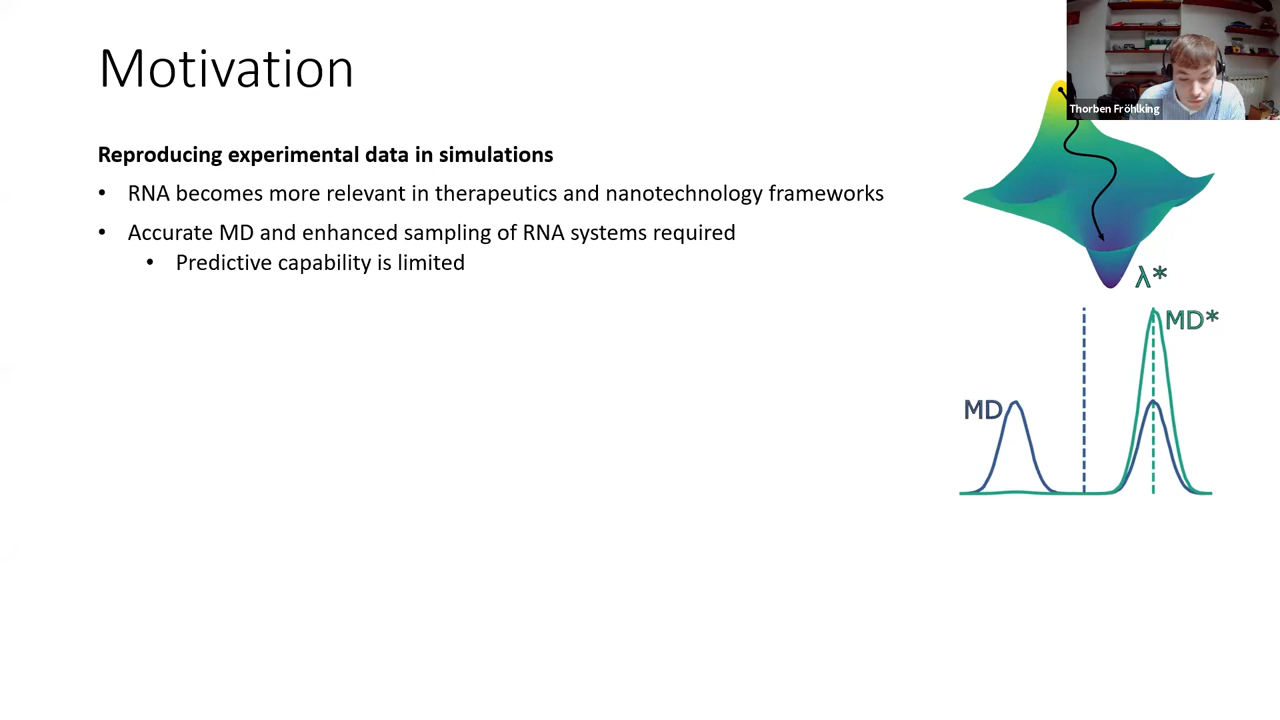 Motivation
Thorben Fröhlking
Reproducing experimental data in simulations
• RNA becomes more relevant in therapeutics and nanotechnology frameworks
• Accurate MD and enhanced sampling of RNA systems required
• Predictive capability is limited
λ*
MD*
MD